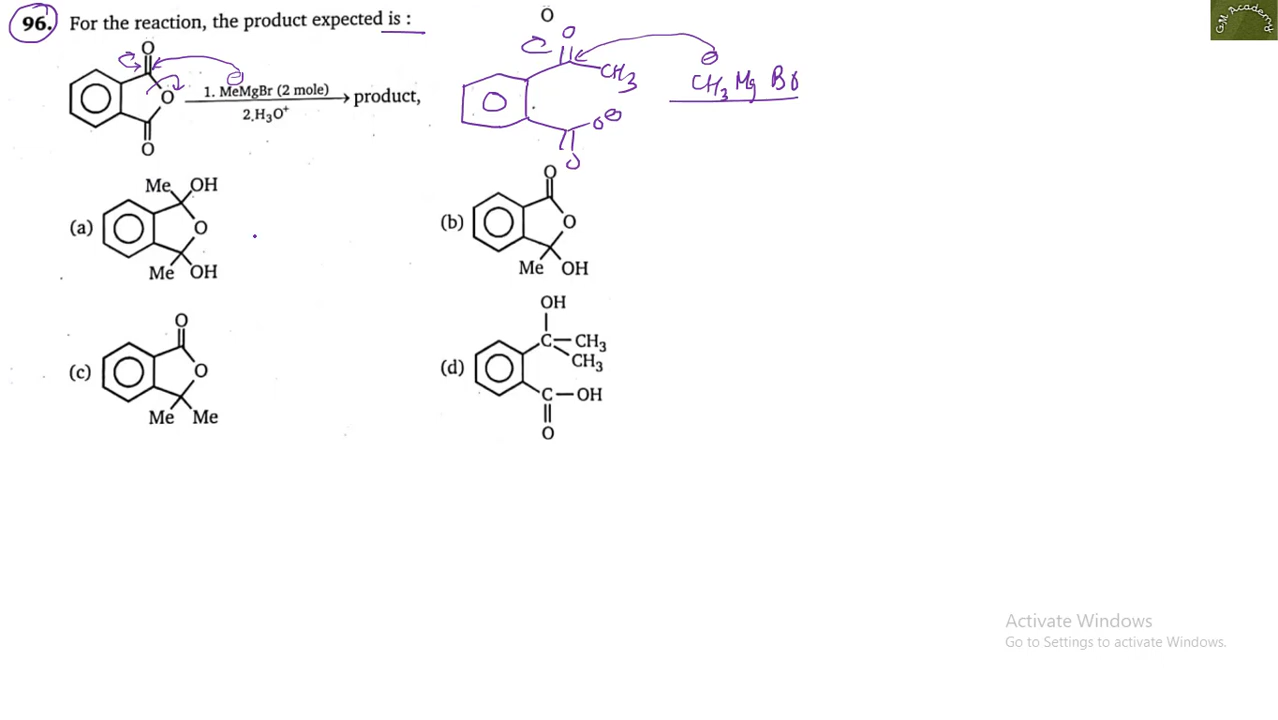 96. For the reaction, the product expected is :
O
O
O
O
1. MeMgBr (2 mole)
2.H₃O⁺
product,
O
CH3
O⊖
O
⊖
CH3 Mg Br
(a)
Me OH
O
Me OH
(b)
O
O
Me OH
(c)
O
O
Me Me
(d)
OH
C–CH₃
CH₃
C–OH
O
GM Academy
Activate Windows
Go to Settings to activate Windows.